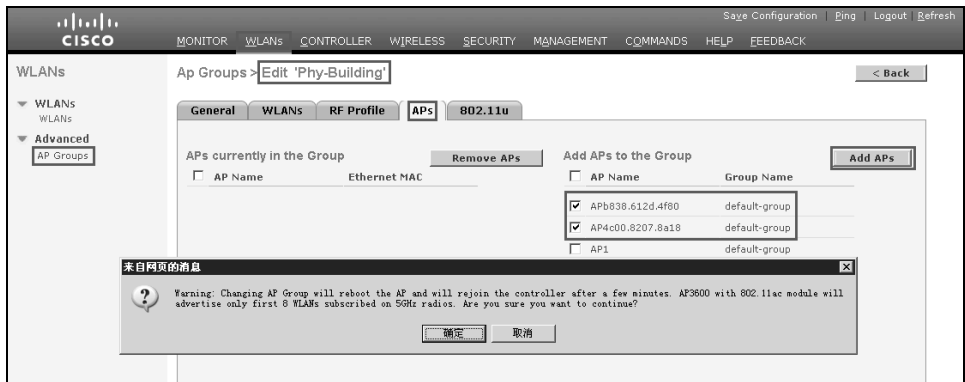 Save Configuration | Ping | Logout | Refresh
CISCO
MONITOR WLANs CONTROLLER WIRELESS SECURITY MANAGEMENT COMMANDS HELP FEEDBACK
WLANs
Ap Groups > Edit 'Phy-Building'
< Back
WLANs
WLANs
Advanced
AP Groups
General WLANs RF Profile APs 802.11u
APs currently in the Group
Remove APs
Add APs to the Group
Add APs
AP Name Ethernet MAC
AP Name Group Name
APb838.612d.4f80 default-group
AP4c00.8207.8a18 default-group
AP1 default-group
来自网页的消息
Warning: Changing AP Group will reboot the AP and will rejoin the controller after a few minutes. AP3600 with 802.11ac module will
advertise only first 8 WLANs subscribed on 5GHz radios. Are you sure you want to continue?
确定 取消